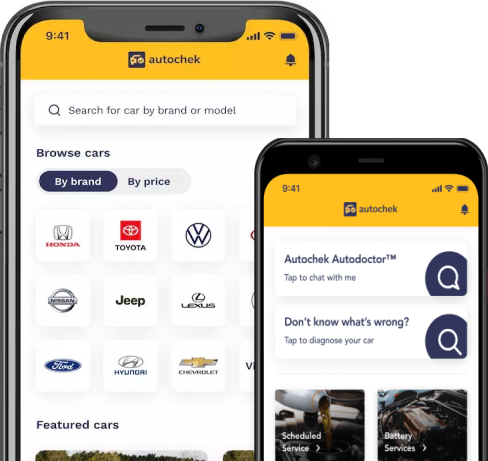 9:41
autochek
Search for car by brand or model
Browse cars
By brand
By price
HONDA
TOYOTA
NISSAN
Jeep
LEXUS
Ford
HYUNDAI
CHEVROLET
Vi
Featured cars
9:41
autochek
Autochek Autodoctor™
Tap to chat with me
Don't know what's wrong?
Tap to diagnose your car
Scheduled
Service >
Battery
Services >